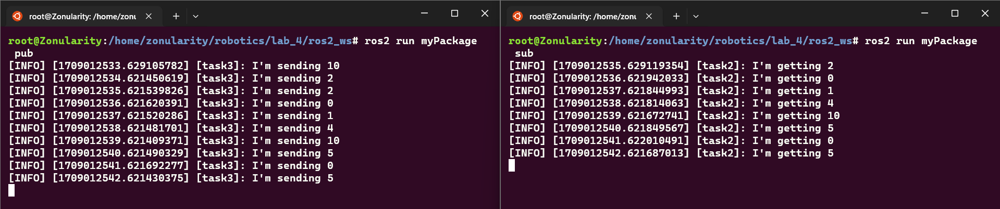 root@Zonularity: /home/zonu
root@Zonularity:/home/zonularity/robotics/lab_4/ros2_ws# ros2 run myPackage
pub
[INFO] [1709012533.629105782] [task3]: I'm sending 10
[INFO] [1709012534.621450619] [task3]: I'm sending 2
[INFO] [1709012535.621539826] [task3]: I'm sending 2
[INFO] [1709012536.621620391] [task3]: I'm sending 0
[INFO] [1709012537.621520286] [task3]: I'm sending 1
[INFO] [1709012538.621481701] [task3]: I'm sending 4
[INFO] [1709012539.621409371] [task3]: I'm sending 10
[INFO] [1709012540.621490329] [task3]: I'm sending 5
[INFO] [1709012541.621692277] [task3]: I'm sending 0
[INFO] [1709012542.621430375] [task3]: I'm sending 5
root@Zonularity: /home/zonu
root@Zonularity:/home/zonularity/robotics/lab_4/ros2_ws# ros2 run myPackage
sub
[INFO] [1709012535.629119354] [task2]: I'm getting 2
[INFO] [1709012536.621942033] [task2]: I'm getting 0
[INFO] [1709012537.621844993] [task2]: I'm getting 1
[INFO] [1709012538.621814063] [task2]: I'm getting 4
[INFO] [1709012539.621672741] [task2]: I'm getting 10
[INFO] [1709012540.621849567] [task2]: I'm getting 5
[INFO] [1709012541.622010491] [task2]: I'm getting 0
[INFO] [1709012542.621687013] [task2]: I'm getting 5